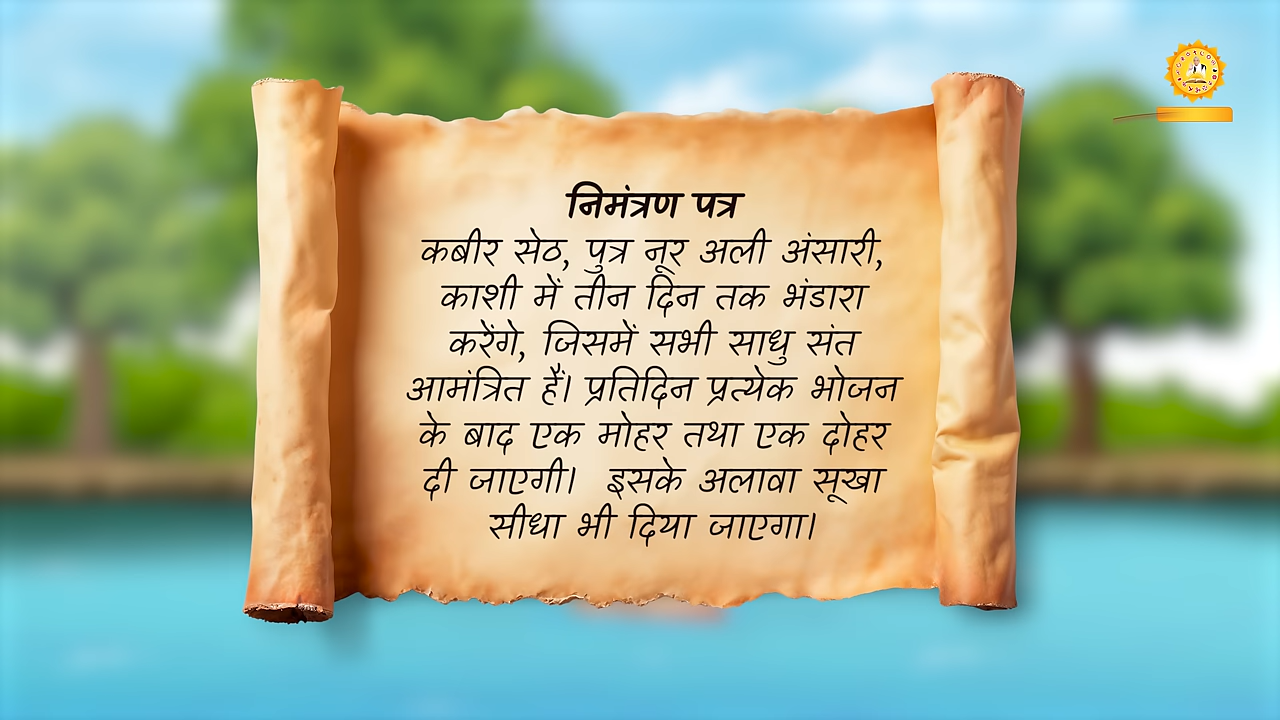 निमंत्रण पत्र
कबीर सेठ, पुत्र नूर अली अंसारी,
काशी में तीन दिन तक भंडारा
करेंगे, जिसमें सभी साधु संत
आमंत्रित हैं। प्रतिदिन प्रत्येक भोजन
के बाद एक मोहर तथा एक दोहर
दी जाएगी। इसके अलावा सूखा
सीधा भी दिया जाएगा।